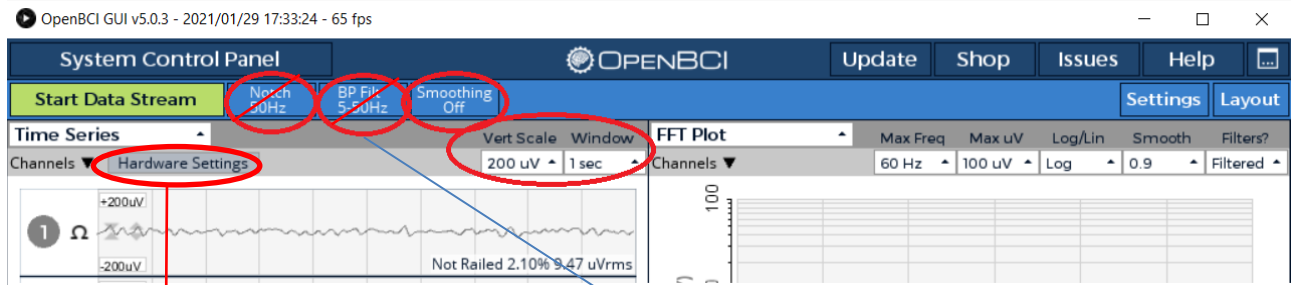 OpenBCI GUI v5.0.3 - 2021/01/29 17:33:24 - 65 fps
System Control Panel
OPENBCI
Update
Shop
Issues
Help
...
Start Data Stream
Notch
50Hz
BP Filt
5-50Hz
Smoothing
Off
Settings
Layout
Time Series
Vert Scale
Window
Channels
Hardware Settings
200 uV
1 sec
FFT Plot
Max Freq
Max uV
Log/Lin
Smooth
Filters?
Channels
60 Hz
100 uV
Log
0.9
Filtered
+200uV
1
Ω
-200uV
Not Railed 2.10% 9.47 uVrms
100